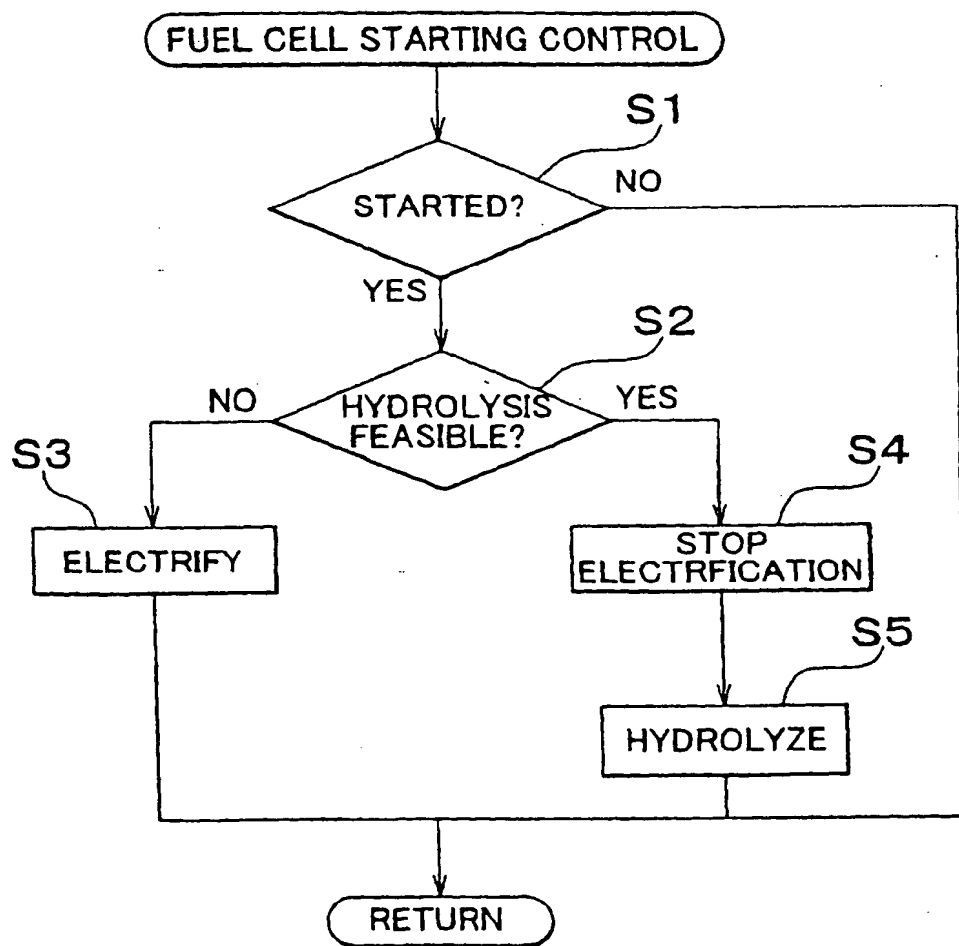 FUEL CELL STARTING CONTROL
S1
STARTED?
NO
YES
S2
NO
HYDROLYSIS
FEASIBLE?
YES
S3
S4
ELECTRIFY
STOP
ELECTRFICATION
S5
HYDROLYZE
RETURN